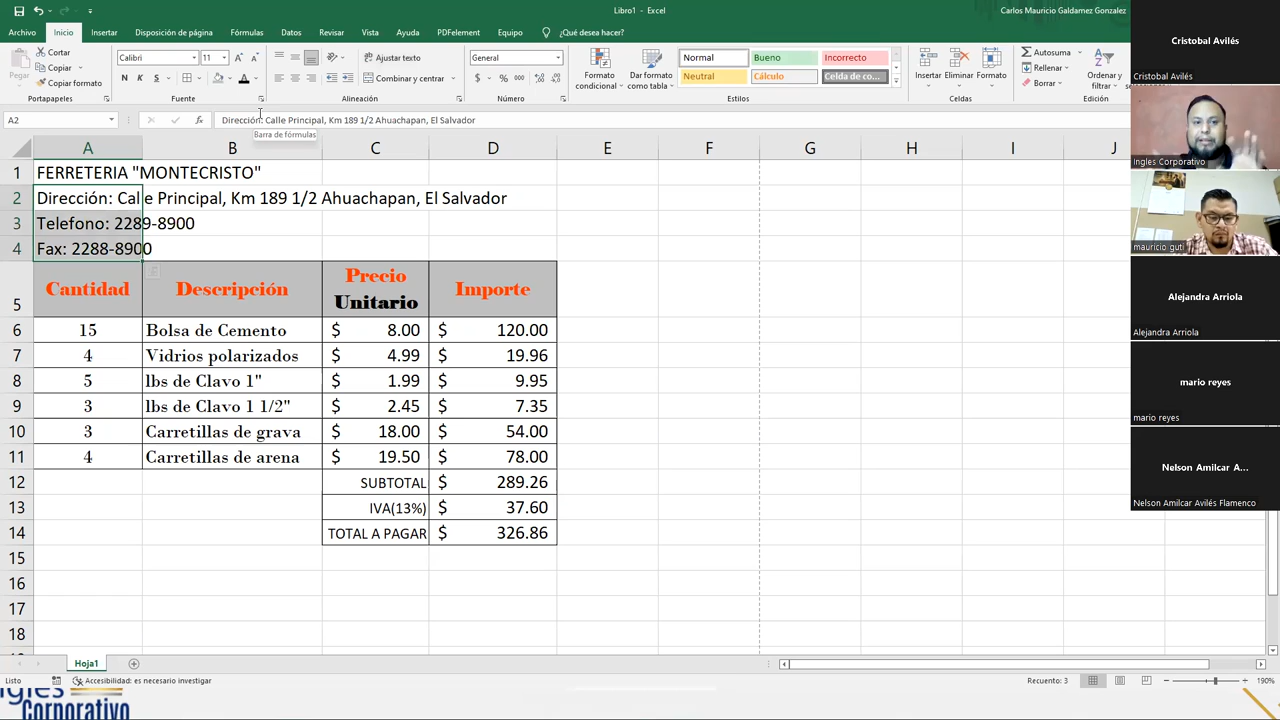 Libro1 - Excel
Carlos Mauricio Galdamez Gonzalez
Archivo Inicio Insertar Disposición de página Fórmulas Datos Revisar Vista Ayuda PDFelement Equipo ¿Qué desea hacer?
Pegar
Cortar
Copiar
Copiar formato
Portapapeles
Calibri 11
N K S
Fuente
Ajustar texto
Combinar y centrar
Alineación
General
$ % 000
Número
Formato condicional
Dar formato como tabla
Normal Bueno Incorrecto
Neutral Cálculo Celda de co...
Estilos
Insertar Eliminar Formato
Celdas
Autosuma
Rellenar
Borrar
Ordenar y filtrar
Edición
A2
fx
Dirección: Calle Principal, Km 189 1/2 Ahuachapan, El Salvador
Barra de fórmulas
A B C D E F G H I J
1 FERRETERIA "MONTECRISTO"
2 Dirección: Calle Principal, Km 189 1/2 Ahuachapan, El Salvador
3 Telefono: 2289-8900
4 Fax: 2288-8900
5 Cantidad Descripción Precio Unitario Importe
6 15 Bolsa de Cemento $ 8.00 $ 120.00
7 4 Vidrios polarizados $ 4.99 $ 19.96
8 5 lbs de Clavo 1" $ 1.99 $ 9.95
9 3 lbs de Clavo 1 1/2" $ 2.45 $ 7.35
10 3 Carretillas de grava $ 18.00 $ 54.00
11 4 Carretillas de arena $ 19.50 $ 78.00
12 SUBTOTAL $ 289.26
13 IVA(13%) $ 37.60
14 TOTAL A PAGAR $ 326.86
15
16
17
18
Hoja1
Listo
Accesibilidad: es necesario investigar
Recuento: 3
190%
Ingles
Corporativo
Cristobal Avilés
Cristobal Avilés
Ingles Corporativo
mauricio guti
Alejandra Arriola
Alejandra Arriola
mario reyes
mario reyes
Nelson Amilcar A...
Nelson Amilcar Avilés Flamenco